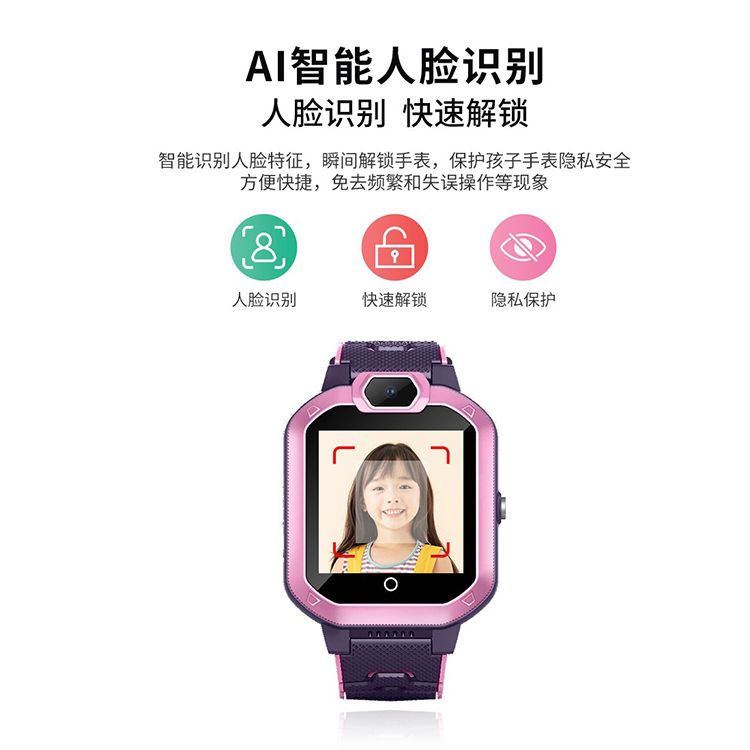 AI智能人脸识别
人脸识别 快速解锁
智能识别人脸特征，瞬间解锁手表，保护孩子手表隐私安全
方便快捷，免去频繁和失误操作等现象
人脸识别 快速解锁 隐私保护